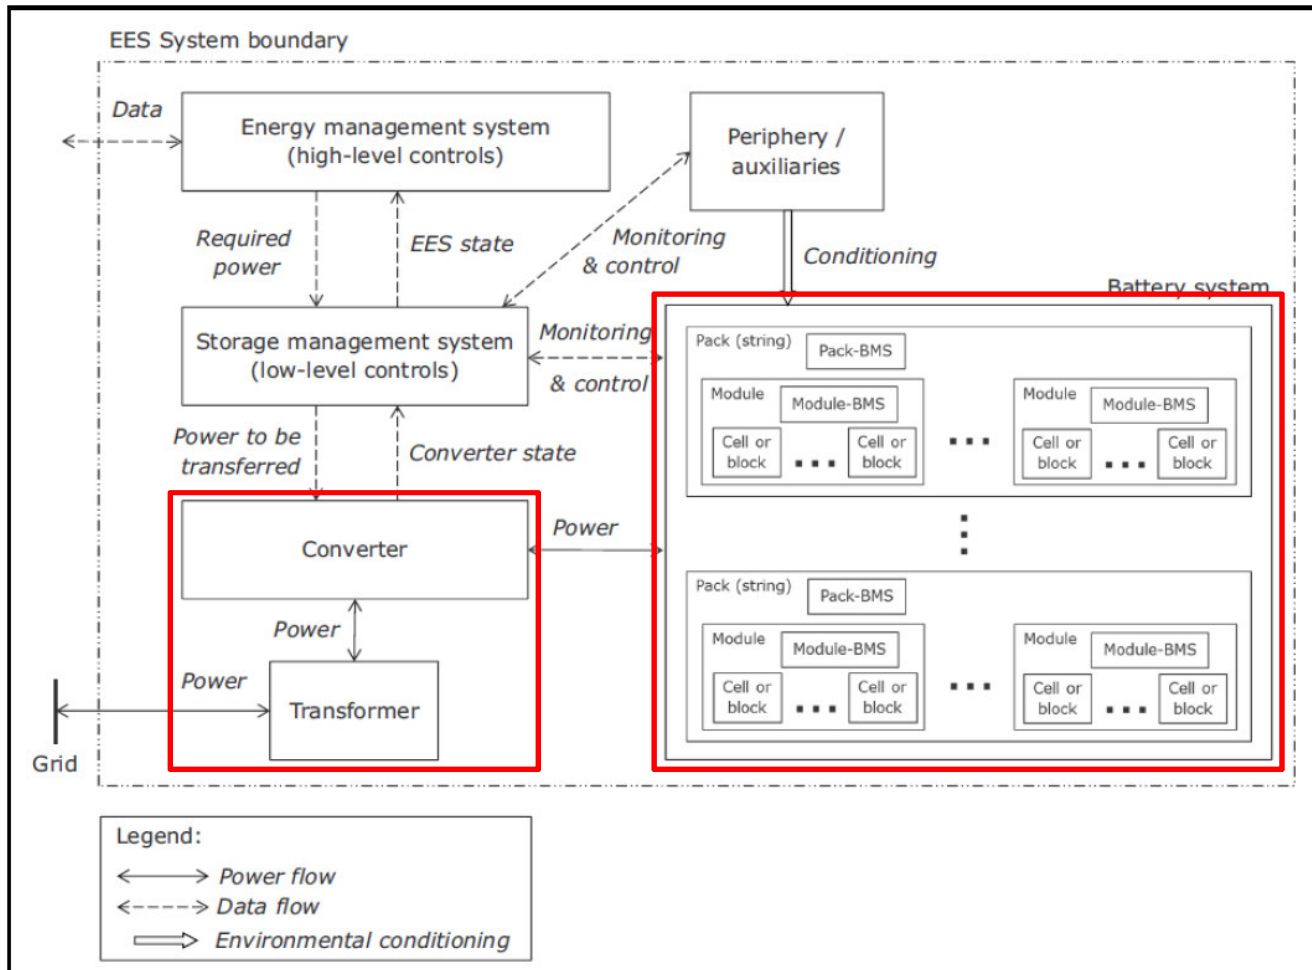 EES System boundary
Data
Energy management system
(high-level controls)
Periphery /
auxiliaries
Required
power
EES state
Monitoring
& control
Conditioning
Battery system
Storage management system
(low-level controls)
Monitoring
& control
Pack (string)
Pack-BMS
Module
Module-BMS
Cell or
block
Cell or
block
Module
Module-BMS
Cell or
block
Cell or
block
Power to be
transferred
Converter state
Converter
Power
Power
Pack (string)
Pack-BMS
Module
Module-BMS
Cell or
block
Cell or
block
Module
Module-BMS
Cell or
block
Cell or
block
Power
Transformer
Grid
Legend:
Power flow
Data flow
Environmental conditioning